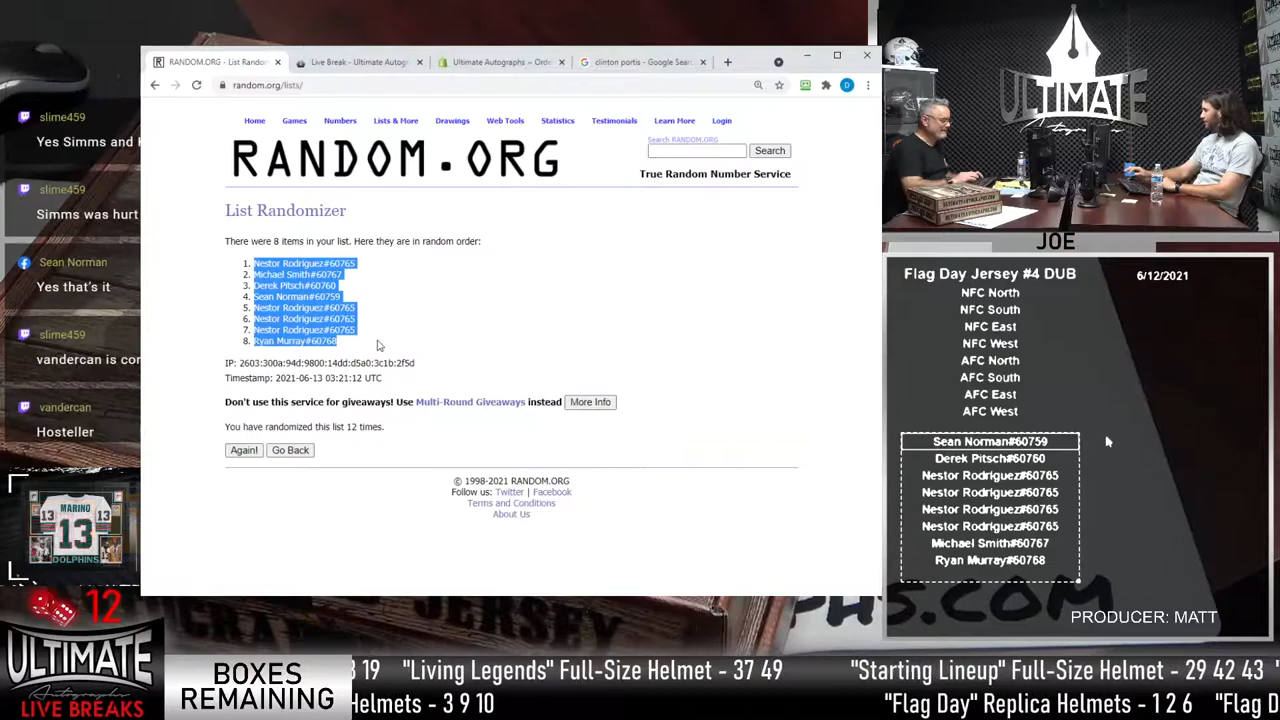 slime459
Yes Simms and
slime459
Simms was hurt
Sean Norman
Yes that's it
slime459
vandercan is
vandercan
Hosteller
MARINO
13 13 13
DOLPHINS
12
ULTIMATE
Autographs
LIVE BREAKS
RANDOM.ORG - List Random
Live Break - Ultimate Autog
Ultimate Autographs ~ Orde
clinton portis - Google Sear
random.org/lists/
D
Home Games Numbers Lists & More Drawings Web Tools Statistics Testimonials Learn More Login
Search RANDOM.ORG
Search
RANDOM.ORG
True Random Number Service
List Randomizer
There were 8 items in your list. Here they are in random order:
1. Nestor Rodriguez#60765
2. Michael Smith#60767
3. Derek Pitsch#60760
4. Sean Norman#60759
5. Nestor Rodriguez#60765
6. Nestor Rodriguez#60765
7. Nestor Rodriguez#60765
8. Ryan Murray#60768
IP: 2603:300a:94d:9800:14dd:d5a0:3c1b:2f5d
Timestamp: 2021-06-13 03:21:12 UTC
Don't use this service for giveaways! Use Multi-Round Giveaways instead More Info
You have randomized this list 12 times.
Again! Go Back
© 1998-2021 RANDOM.ORG
Follow us: Twitter | Facebook
Terms and Conditions
About Us
ULTIMATE
JOE
Flag Day Jersey #4 DUB
6/12/2021
NFC North
NFC South
NFC East
NFC West
AFC North
AFC South
AFC East
AFC West
Sean Norman#60759
Derek Pitsch#60760
Nestor Rodriguez#60765
Nestor Rodriguez#60765
Nestor Rodriguez#60765
Nestor Rodriguez#60765
Michael Smith#60767
Ryan Murray#60768
PRODUCER: MATT
BOXES
REMAINING
19 "Living Legends" Full-Size Helmet - 37 49 "Starting Lineup" Full-Size Helmet - 29 42 43
Helmets - 3 9 10 "Flag Day" Replica Helmets - 1 2 6 "Flag D